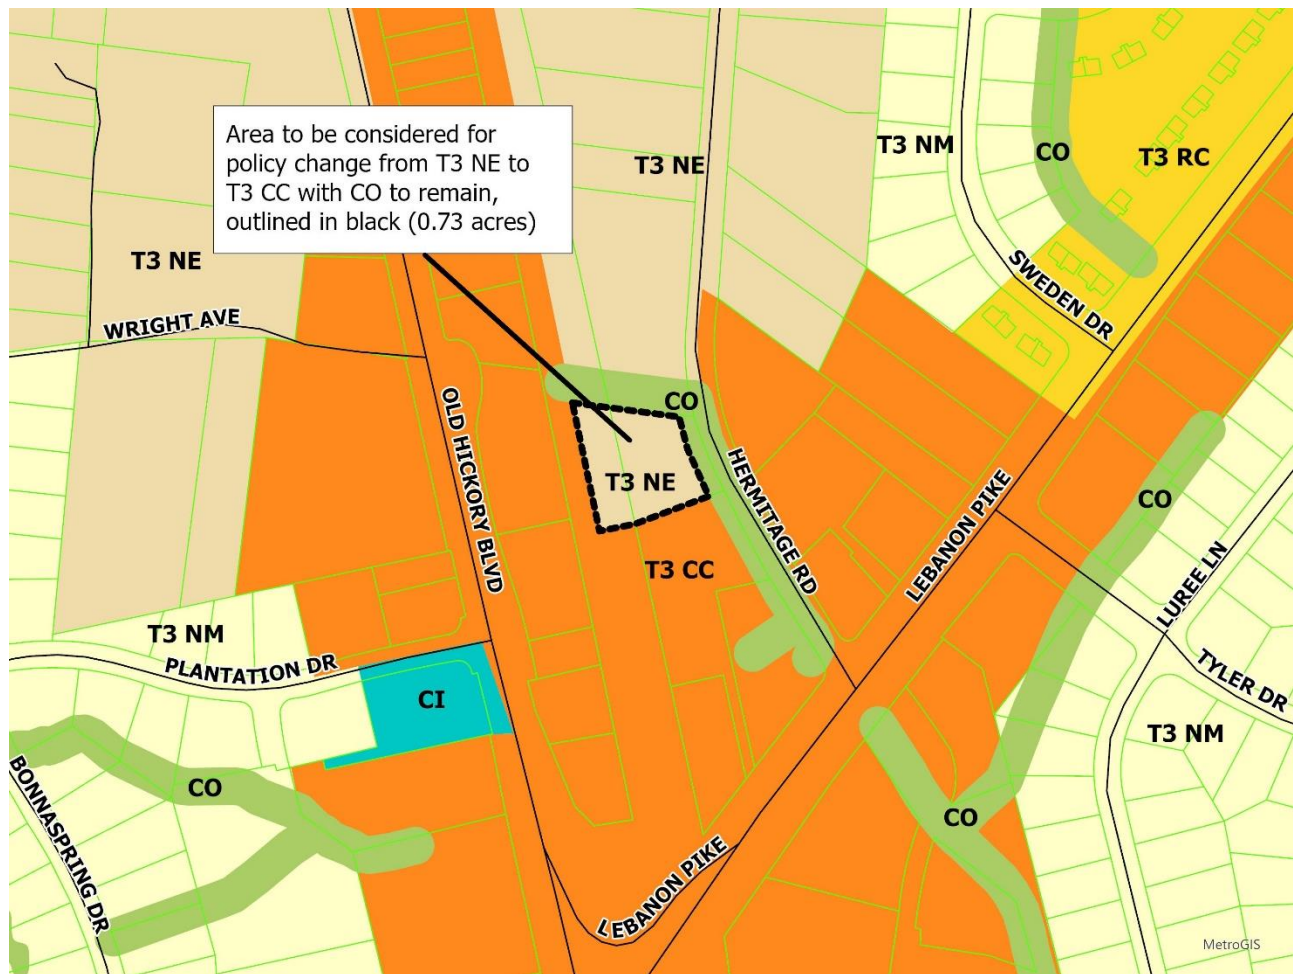 Area to be considered for
policy change from T3 NE to
T3 CC with CO to remain,
outlined in black (0.73 acres)
T3 NE
T3 NM
CO
T3 RC
T3 NE
SWEDEN DR
WRIGHT AVE
CO
OLD HICKORY BLVD
T3 NE
HERMITAGE RD
LEBANON PIKE
CO
T3 CC
LUREE LN
T3 NM
PLANTATION DR
TYLER DR
CI
T3 NM
BONNASPRING DR
CO
CO
LEBANON PIKE
MetroGIS